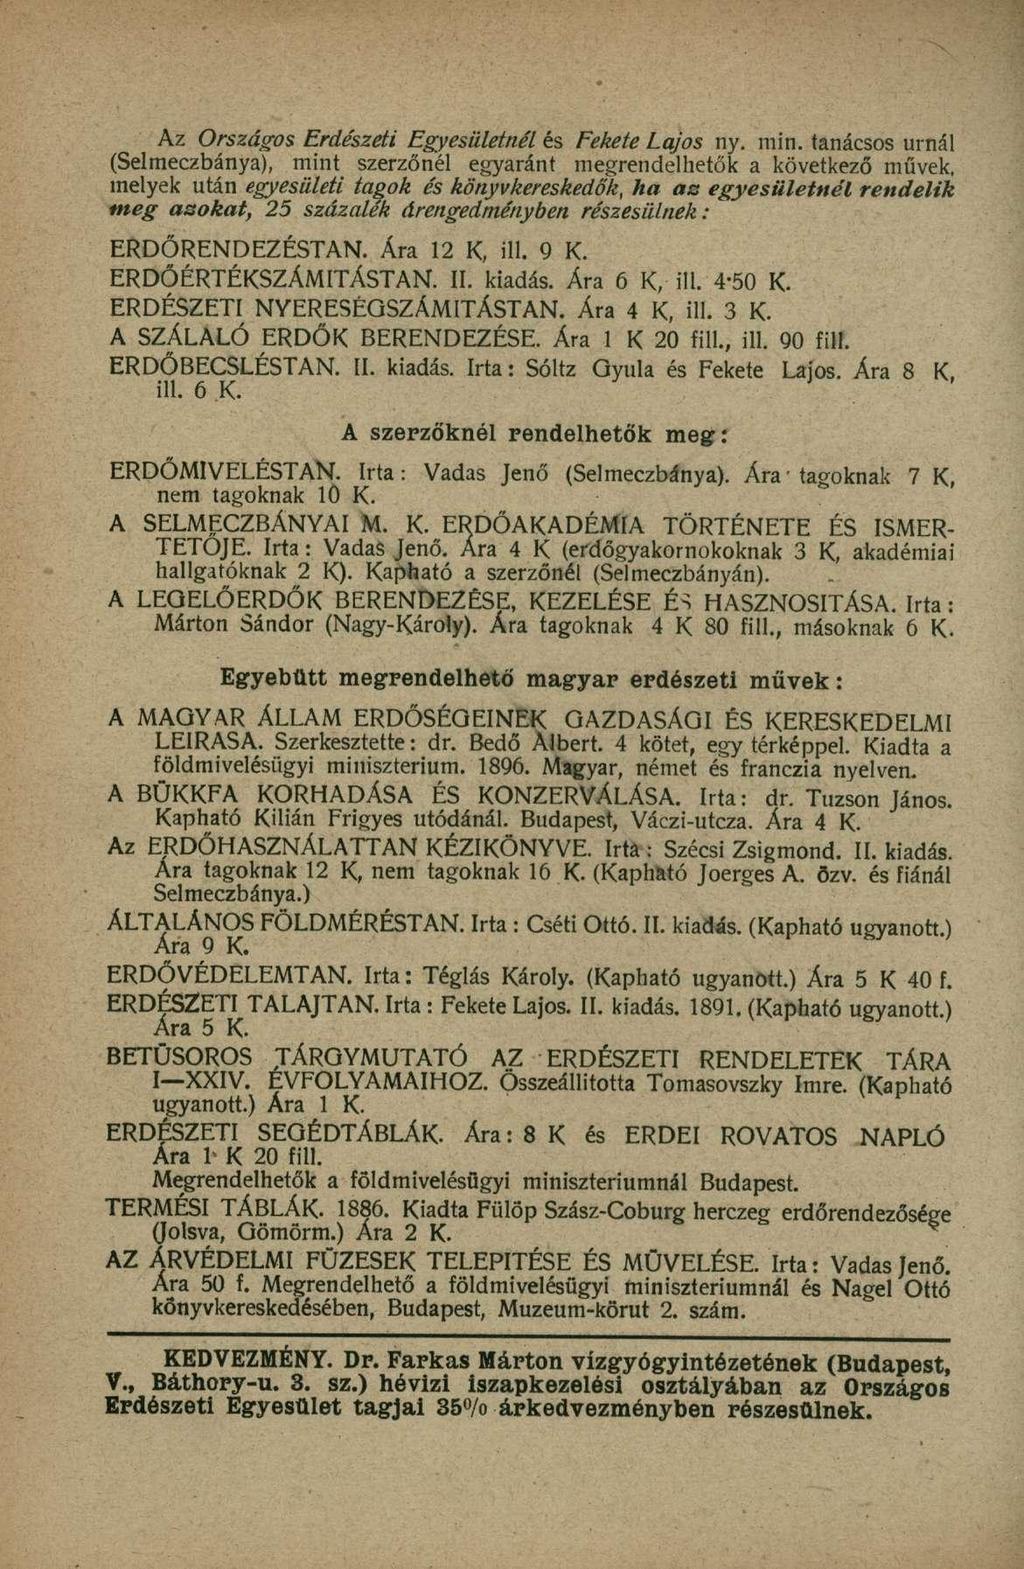 Az Országos Erdészeti Egyesületnél és Fekete Lajos ny. min. tanácsos urnál
(Selmeczbánya), mint szerzőnél egyaránt megrendelhetők a következő művek,
melyek után egyesületi tagok és könyvkereskedők, ha az egyesületnél rendelik
meg azokat, 25 százalék árengedményben részesülnek:
ERDŐRENDEZÉSTAN. Ára 12 K, ill. 9 K.
ERDŐÉRTÉKSZÁMITÁSTAN. II. kiadás. Ára 6 K, ill. 4·50 K.
ERDÉSZETI NYERESÉGSZÁMITÁSTAN. Ára 4 K, ill. 3 K.
A SZÁLALÓ ERDŐK BERENDEZÉSE. Ára 1 K 20 fill., ill. 90 fill.
ERDŐBECSLÉSTAN. II. kiadás. Irta: Sóltz Gyula és Fekete Lajos. Ára 8 K,
ill. 6 K.
A szerzőknél rendelhetők meg:
ERDŐMIVELÉSTAN. Irta: Vadas Jenő (Selmeczbánya). Ára tagoknak 7 K,
nem tagoknak 10 K.
A SELMECZBÁNYAI M. K. ERDŐAKADÉMIA TÖRTÉNETE ÉS ISMER-
TETŐJE. Irta: Vadas Jenő. Ára 4 K (erdőgyakornokoknak 3 K, akadémiai
hallgatóknak 2 K). Kapható a szerzőnél (Selmeczbányán).
A LEGELŐERDŐK BERENDEZÉSE, KEZELÉSE ÉS HASZNOSITÁSA. Irta:
Márton Sándor (Nagy-Károly). Ára tagoknak 4 K 80 fill., másoknak 6 K.
Egyebütt megrendelhető magyar erdészeti művek:
A MAGYAR ÁLLAM ERDŐSÉGEINEK GAZDASÁGI ÉS KERESKEDELMI
LEIRASA. Szerkesztette: dr. Bedő Albert. 4 kötet, egy térképpel. Kiadta a
földmivelésügyi miniszterium. 1896. Magyar, német és franczia nyelven.
A BÜKKFA KORHADÁSA ÉS KONZERVÁLÁSA. Irta: dr. Tuzson János.
Kapható Kilián Frigyes utódánál. Budapest, Váczi-utcza. Ára 4 K.
Az ERDŐHASZNÁLATTAN KÉZIKÖNYVE. Irta: Szécsi Zsigmond. II. kiadás.
Ára tagoknak 12 K, nem tagoknak 16 K. (Kapható Joerges A. özv. és fiánál
Selmeczbánya.)
ÁLTALÁNOS FÖLDMÉRÉSTAN. Irta: Cséti Ottó. II. kiadás. (Kapható ugyanott.)
Ára 9 K.
ERDŐVÉDELEMTAN. Irta: Téglás Károly. (Kapható ugyanott.) Ára 5 K 40 f.
ERDÉSZETI TALAJTAN. Irta: Fekete Lajos. II. kiadás. 1891. (Kapható ugyanott.)
Ára 5 K.
BETŰSOROS TÁRGYMUTATÓ AZ ERDÉSZETI RENDELETEK TÁRA
I—XXIV. ÉVFOLYAMAIHOZ. Összeállitotta Tomasovszky Imre. (Kapható
ugyanott.) Ára 1 K.
ERDÉSZETI SEGÉDTÁBLÁK. Ára: 8 K és ERDEI ROVATOS NAPLÓ
Ára 1 K 20 fill.
Megrendelhetők a földmivelésügyi miniszteriumnál Budapest.
TERMÉSI TÁBLÁK. 1886. Kiadta Fülöp Szász-Coburg herczeg erdőrendezősége
(Jolsva, Gömörm.) Ára 2 K.
AZ ÁRVÉDELMI FŰZESEK TELEPITÉSE ÉS MŰVELÉSE. Irta: Vadas Jenő.
Ára 50 f. Megrendelhető a földmivelésügyi miniszteriumnál és Nagel Ottó
könyvkereskedésében, Budapest, Muzeum-körut 2. szám.
KEDVEZMÉNY. Dr. Farkas Márton vizgyógyintézetének (Budapest,
V., Báthory-u. 3. sz.) hévizi iszapkezelési osztályában az Országos
Erdészeti Egyesület tagjai 35% árkedvezményben részesülnek.